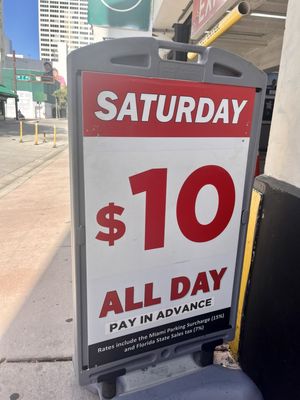 SATURDAY
$10
ALL DAY
PAY IN ADVANCE
Rates include the Miami Parking Surcharge (15%)
and Florida State Sales tax (7%)